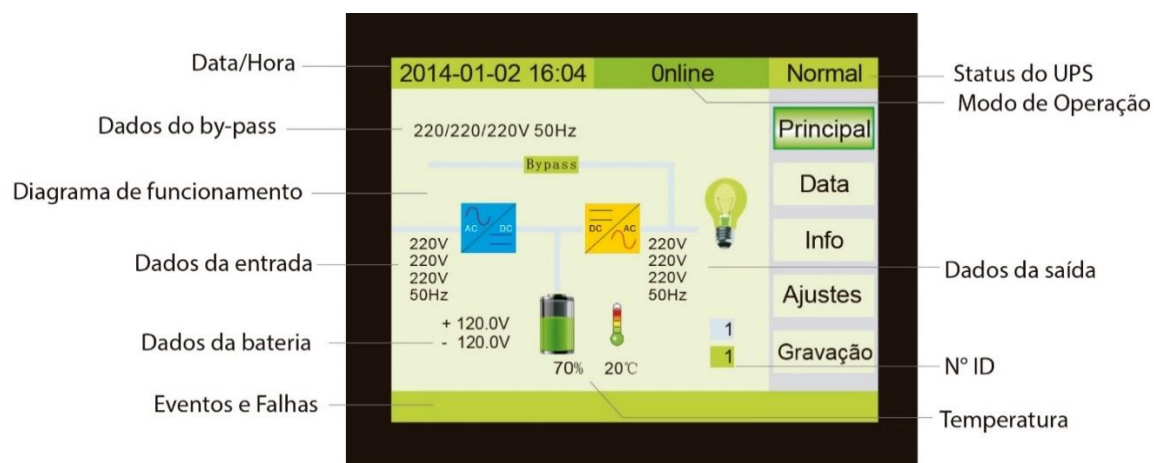 Data/Hora
Dados do by-pass
Diagrama de funcionamento
Dados da entrada
Dados da bateria
Eventos e Falhas
2014-01-02 16:04
0nline
Normal
220/220/220V 50Hz
Bypass
AC DC
DC AC
220V
220V
220V
50Hz
220V
220V
220V
50Hz
+ 120.0V
- 120.0V
70%
20℃
1
1
Principal
Data
Info
Ajustes
Gravação
Status do UPS
Modo de Operação
Dados da saída
N° ID
Temperatura